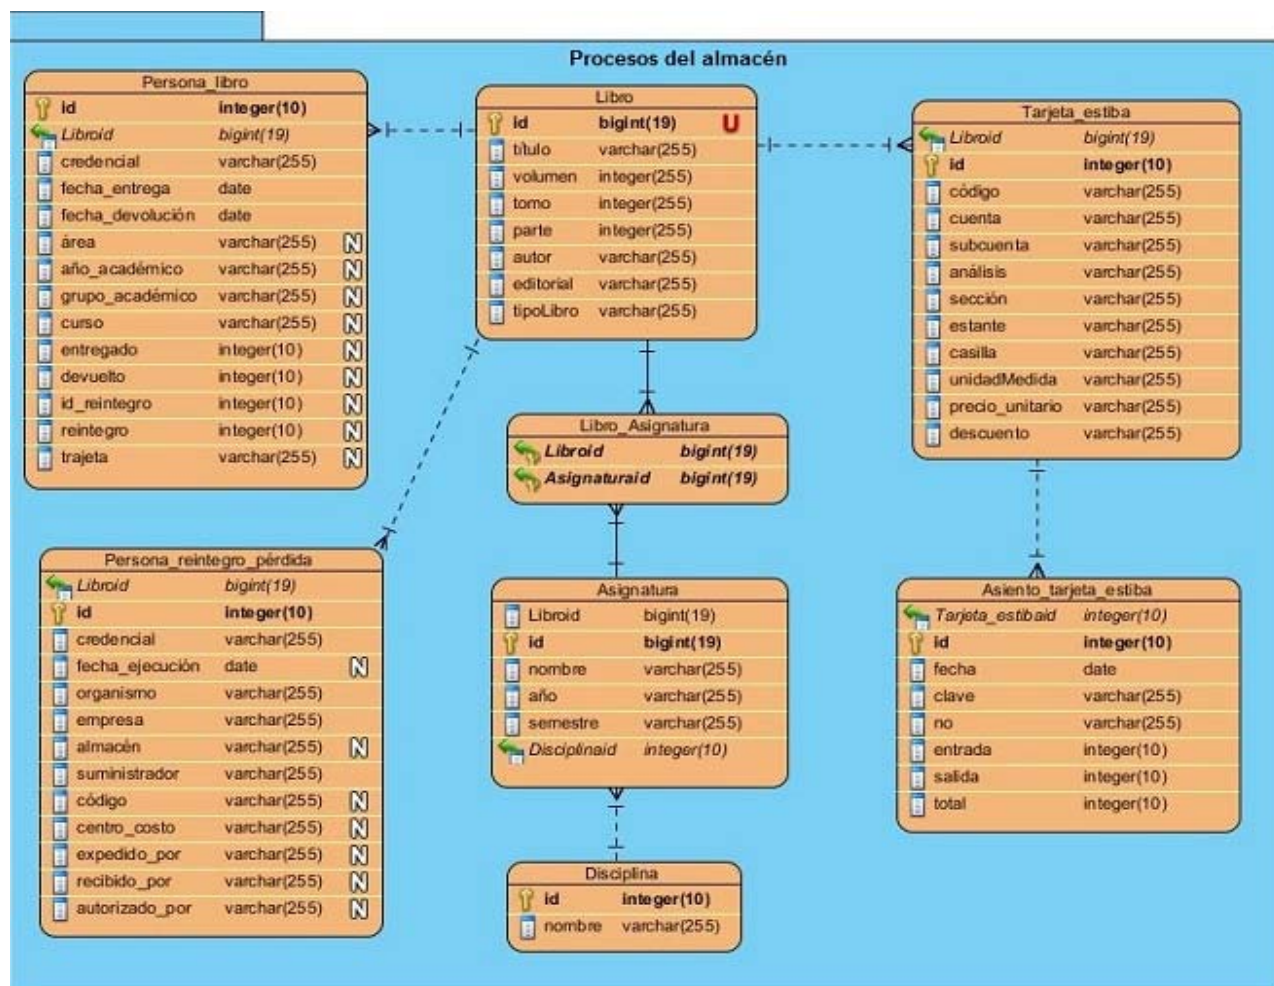 Procesos del almacén
Persona_libro
id integer(10)
Libroid bigint(19)
credencial varchar(255)
fecha_entrega date
fecha_devolución date
área varchar(255) N
año_académico varchar(255) N
grupo_académico varchar(255) N
curso varchar(255) N
entregado integer(10) N
devuelto integer(10) N
id_reintegro integer(10) N
reintegro integer(10) N
trajeta varchar(255) N
Libro
id bigint(19) U
título varchar(255)
volumen integer(255)
tomo integer(255)
parte integer(255)
autor varchar(255)
editorial varchar(255)
tipoLibro varchar(255)
Tarjeta_estiba
Libroid bigint(19)
id integer(10)
código varchar(255)
cuenta varchar(255)
subcuenta varchar(255)
análisis varchar(255)
sección varchar(255)
estante varchar(255)
casilla varchar(255)
unidadMedida varchar(255)
precio_unitario varchar(255)
descuento varchar(255)
Libro_Asignatura
Libroid bigint(19)
Asignaturaid bigint(19)
Persona_reintegro_pérdida
Libroid bigint(19)
id integer(10)
credencial varchar(255)
fecha_ejecución date N
organismo varchar(255)
empresa varchar(255)
almacén varchar(255) N
suministrador varchar(255)
código varchar(255) N
centro_costo varchar(255) N
expedido_por varchar(255) N
recibido_por varchar(255) N
autorizado_por varchar(255) N
Asignatura
Libroid bigint(19)
id bigint(19)
nombre varchar(255)
año varchar(255)
semestre varchar(255)
Disciplinaid integer(10)
Asiento_tarjeta_estiba
Tarjeta_estibaid integer(10)
id integer(10)
fecha date
clave varchar(255)
no varchar(255)
entrada integer(10)
salida integer(10)
total integer(10)
Disciplina
id integer(10)
nombre varchar(255)